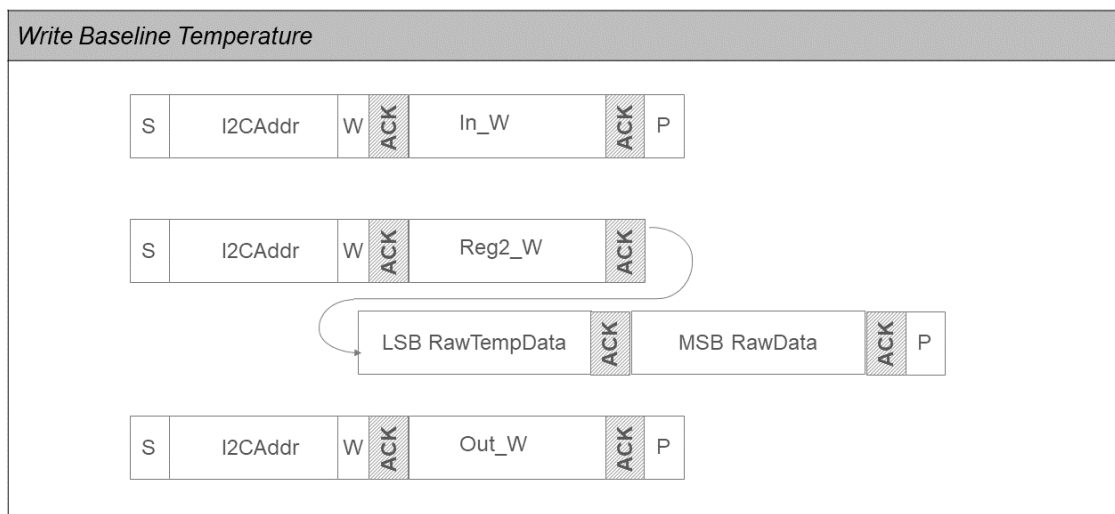 Write Baseline Temperature
S I2CAddr W ACK In_W ACK P
S I2CAddr W ACK Reg2_W ACK
LSB RawTempData ACK MSB RawData ACK P
S I2CAddr W ACK Out_W ACK P